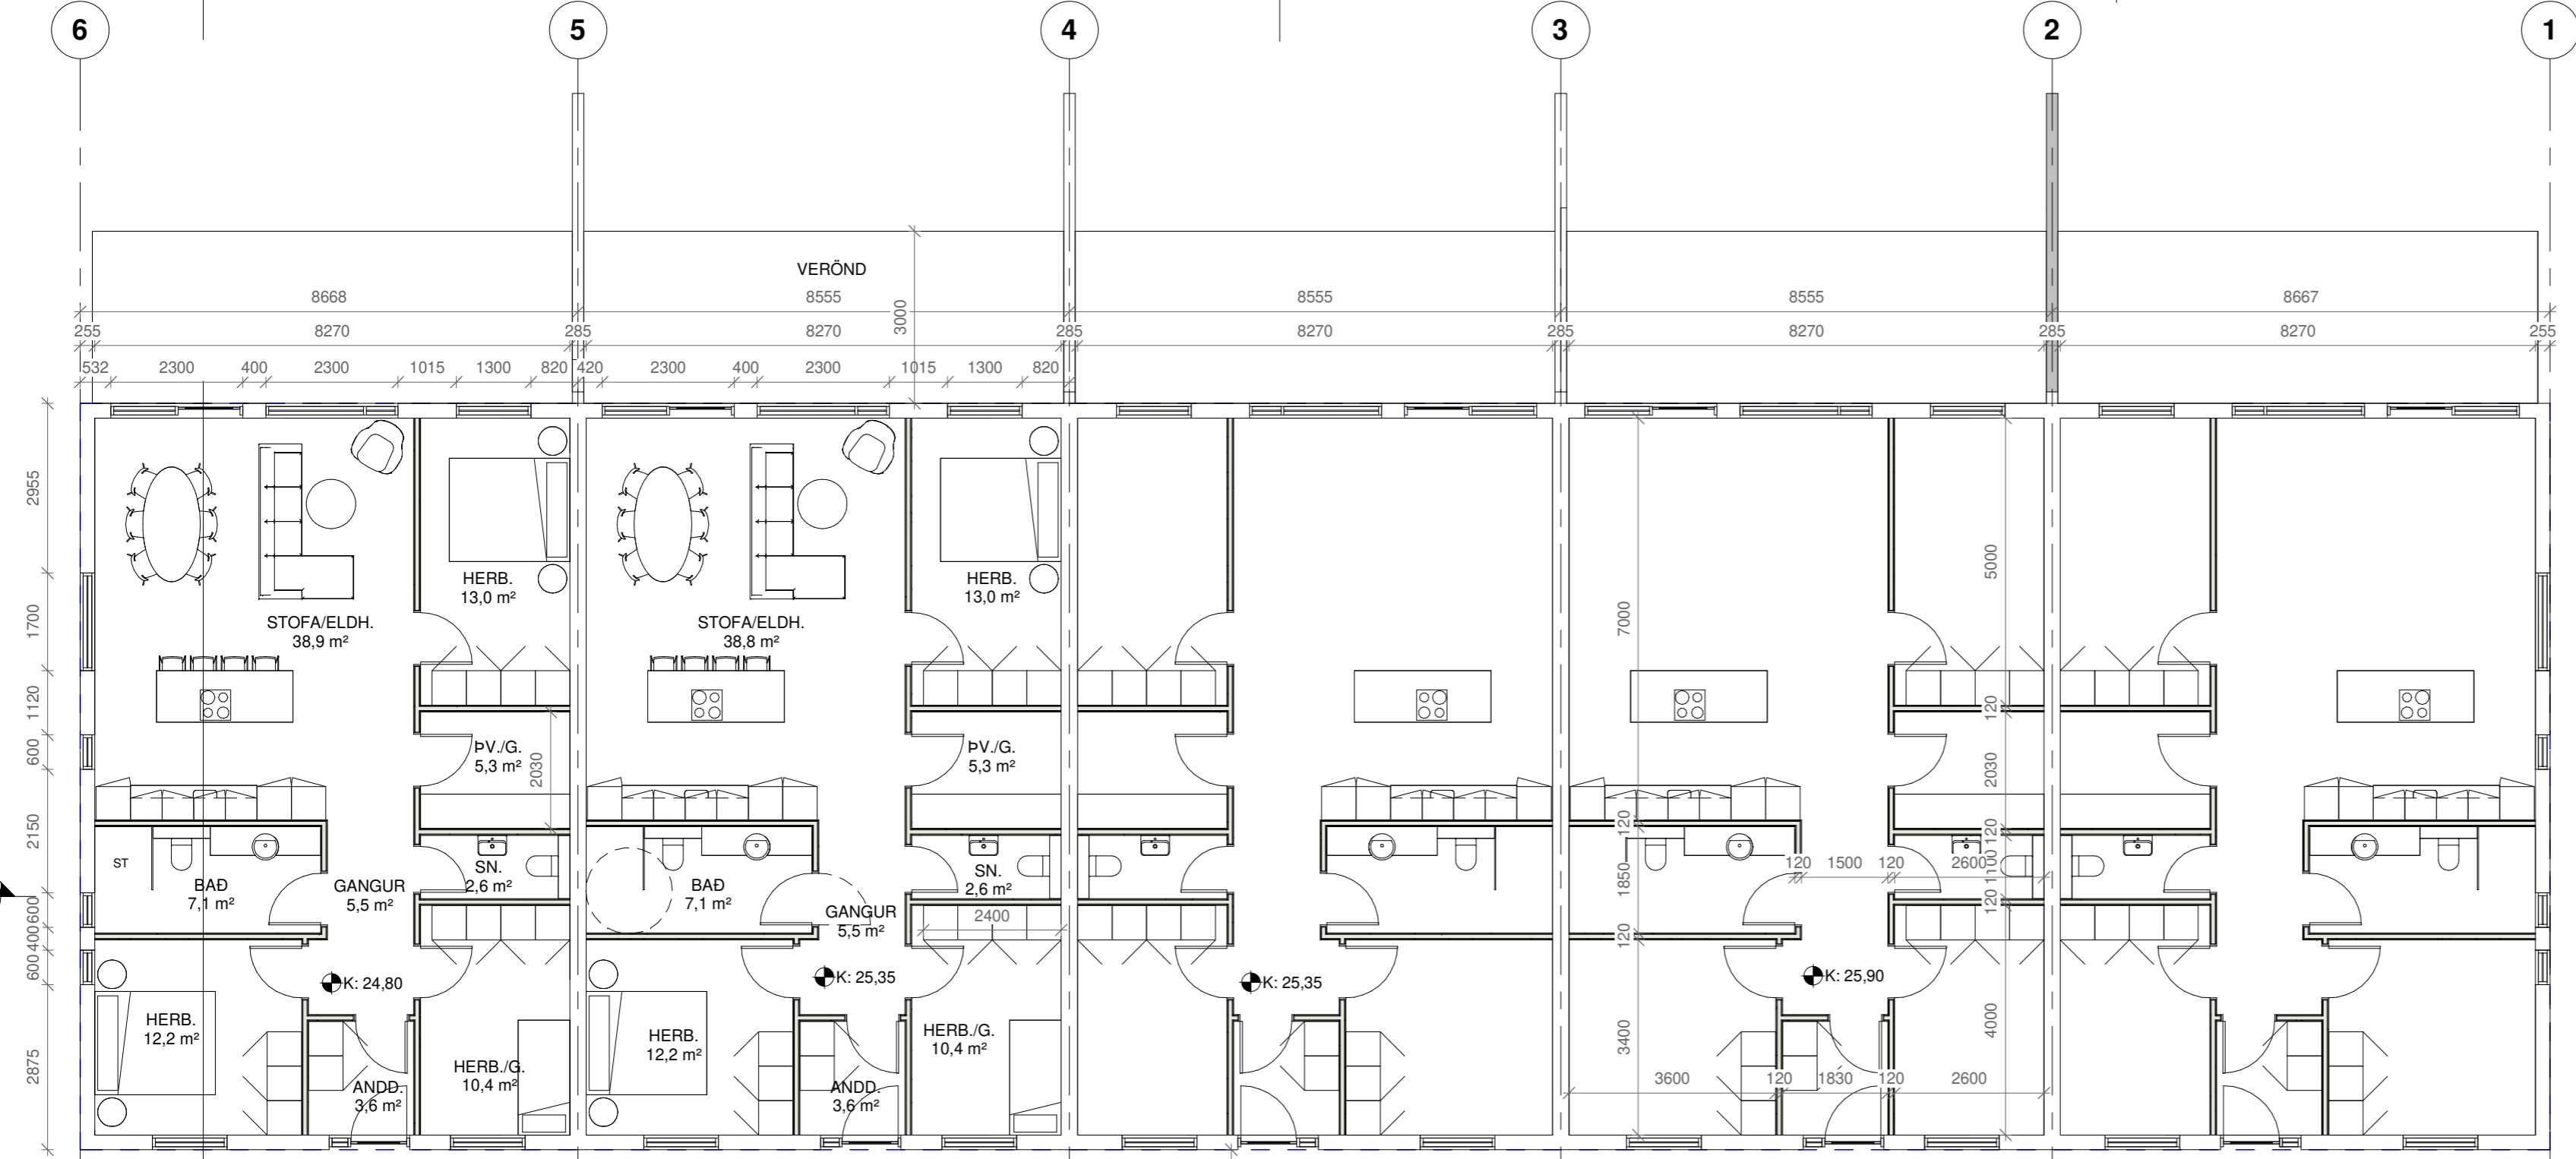 6 5 4 3 2 1
VERÖND
8668 8555 8555 8555 8667
3000
255 8270 285 8270 285 8270 285 8270 285 8270 255
532 2300 400 2300 1015 1300 820 420 2300 400 2300 1015 1300 820
2955
1700
1120
600
2150
600
400
600
2875
HERB.
13,0 m²
HERB.
13,0 m²
STOFA/ELDH.
38,9 m²
STOFA/ELDH.
38,8 m²
7000
5000
ÞV./G.
5,3 m²
2030
ÞV./G.
5,3 m²
120
2030
120
120
ST
BAÐ
7,1 m²
GANGUR
5,5 m²
SN.
2,6 m²
BAÐ
7,1 m²
GANGUR
5,5 m²
SN.
2,6 m²
2400
1850
120 1500 120 2600
1100
120
120
K: 24,80
K: 25,35
K: 25,35
K: 25,90
HERB.
12,2 m²
HERB./G.
10,4 m²
ANDD.
3,6 m²
HERB.
12,2 m²
HERB./G.
10,4 m²
ANDD.
3,6 m²
3400
4000
3600 120 1830 120 2600